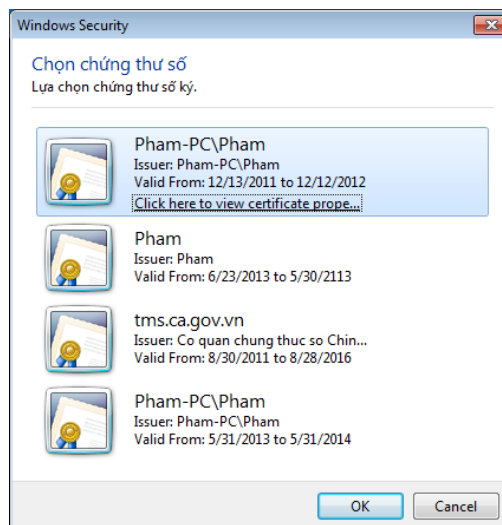 Windows Security
Chọn chứng thư số
Lựa chọn chứng thư số ký.
Pham-PC\Pham
Issuer: Pham-PC\Pham
Valid From: 12/13/2011 to 12/12/2012
Click here to view certificate prope...
Pham
Issuer: Pham
Valid From: 6/23/2013 to 5/30/2113
tms.ca.gov.vn
Issuer: Co quan chung thuc so Chin...
Valid From: 8/30/2011 to 8/28/2016
Pham-PC\Pham
Issuer: Pham-PC\Pham
Valid From: 5/31/2013 to 5/31/2014
OK
Cancel